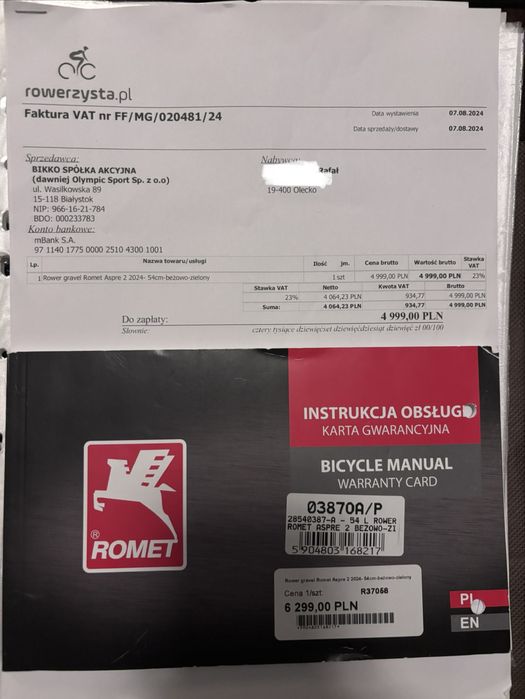 rowerzysta.pl
Faktura VAT nr FF/MG/020481/24
Data wystawienia 07.08.2024
Data sprzedaży/dostawy 07.08.2024
Sprzedawca:
BIKKO SPÓŁKA AKCYJNA
(dawniej Olympic Sport Sp. z o.o)
ul. Wasilkowska 89
15-118 Białystok
NIP: 966-16-21-784
BDO: 000233783
Konto bankowe:
mBank S.A.
97 1140 1775 0000 2510 4300 1001
Nabywca:
Rafał
19-400 Olecko
Lp. Nazwa towaru/usługi Ilość jm. Cena brutto Wartość brutto Stawka VAT
1 Rower gravel Romet Aspre 2 2024- 54cm-beżowo-zielony 1 szt 4 999,00 PLN 4 999,00 PLN 23%
Stawka VAT Netto Kwota VAT Brutto
23% 4 064,23 PLN 934,77 4 999,00 PLN
Suma: 4 064,23 PLN 934,77 4 999,00 PLN
Do zapłaty: 4 999,00 PLN
Słownie: cztery tysiące dziewięćset dziewięćdziesiąt dziewięć zł 00/100
INSTRUKCJA OBSŁUGI
KARTA GWARANCYJNA
BICYCLE MANUAL
WARRANTY CARD
® ROMET
03870A/P
28540387-A - 54 L ROWER
ROMET ASPRE 2 BEŻOWO-ZI
5 904803 168217
Rower gravel Romet Aspre 2 2024- 54cm-beżowo-zielony
Cena 1/szt R37058
6 299,00 PLN
PL
EN